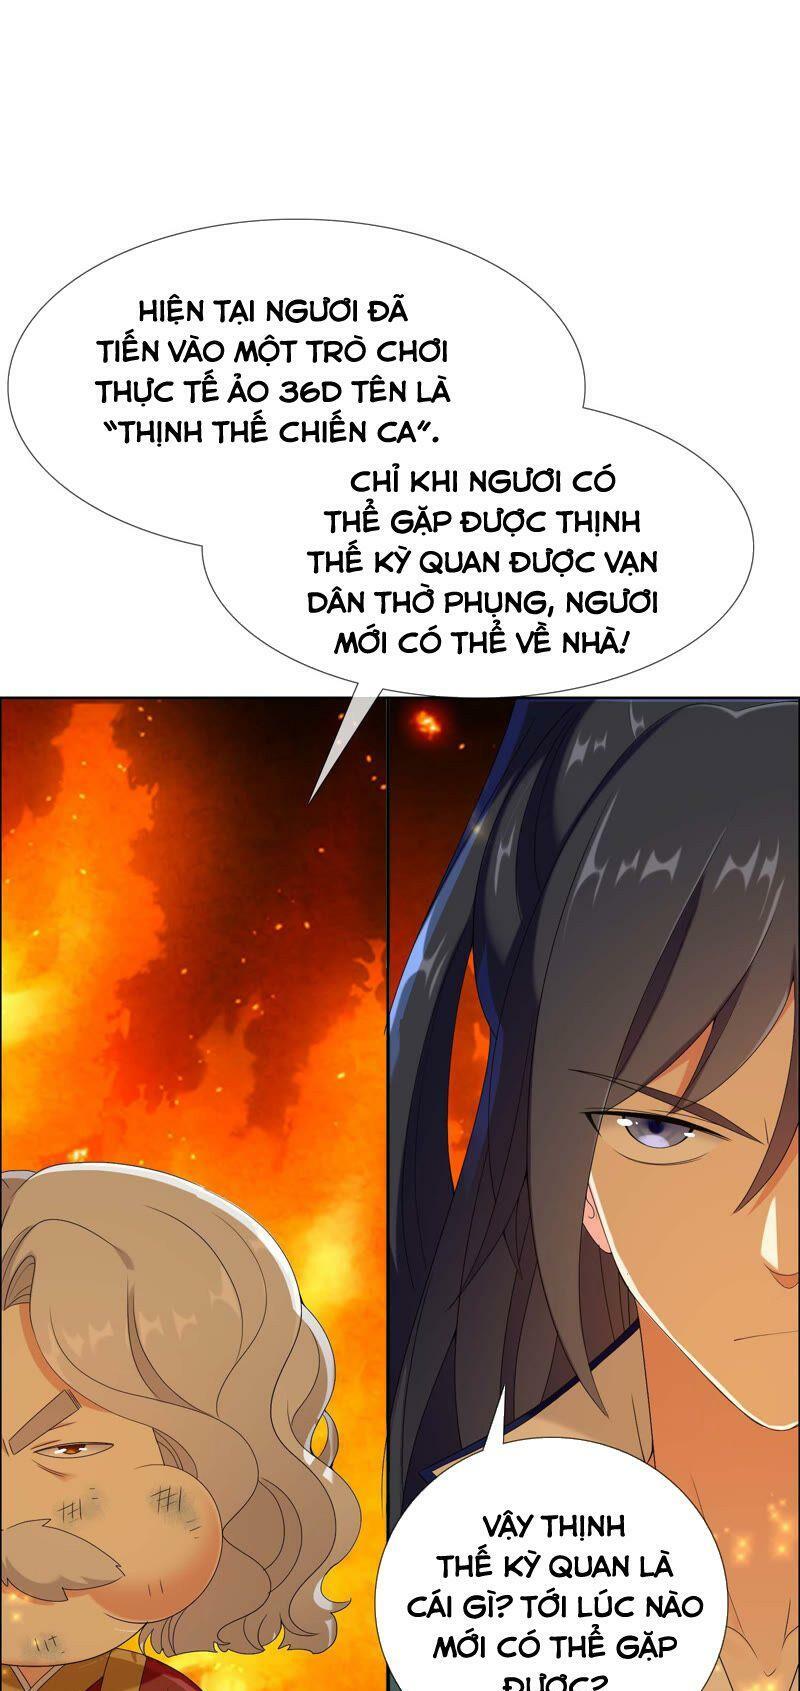 HIỆN TẠI NGƯƠI ĐÃ
TIẾN VÀO MỘT TRÒ CHƠI
THỰC TẾ ẢO 36D TÊN LÀ
“THỊNH THẾ CHIẾN CA”.
CHỈ KHI NGƯƠI CÓ
THỂ GẶP ĐƯỢC THỊNH
THẾ KỲ QUAN ĐƯỢC VẠN
DÂN THỜ PHỤNG, NGƯƠI
MỚI CÓ THỂ VỀ NHÀ!
VẬY THỊNH
THẾ KỲ QUAN LÀ
CÁI GÌ? TỚI LÚC NÀO
MỚI CÓ THỂ GẶP
ĐƯỢC?